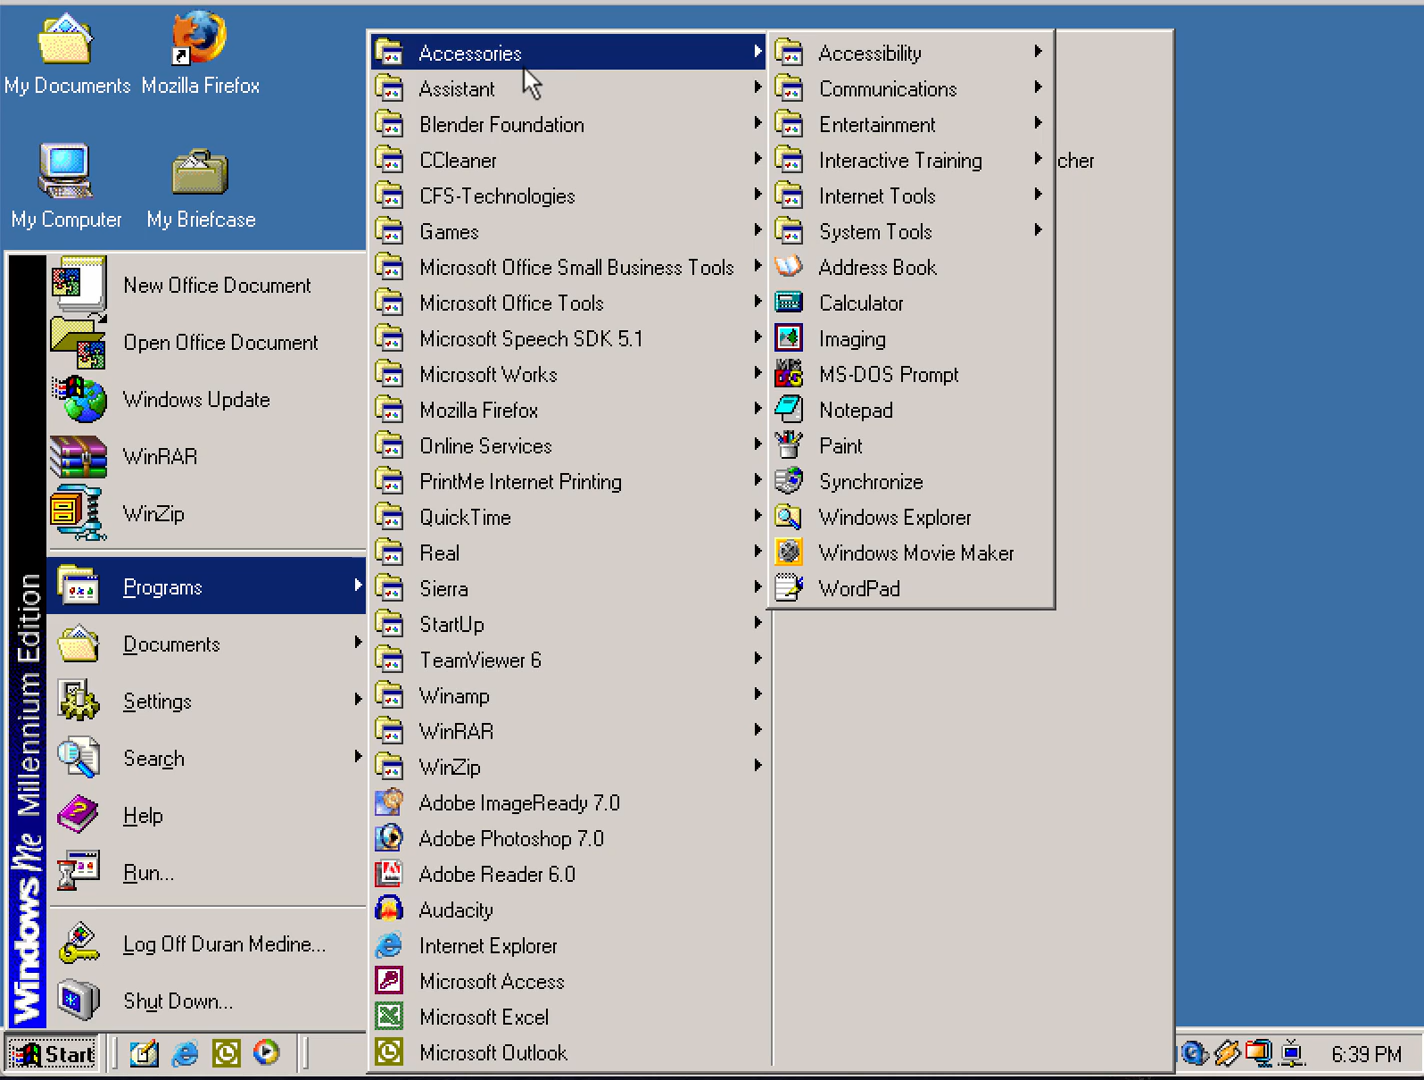 My Documents
Mozilla Firefox
My Computer
My Briefcase
New Office Document
Open Office Document
Windows Update
WinRAR
WinZip
Programs
Documents
Settings
Search
Help
Run...
Log Off Duran Medine...
Shut Down...
Windows Me Millennium Edition
Accessories
Assistant
Blender Foundation
CCleaner
CFS-Technologies
Games
Microsoft Office Small Business Tools
Microsoft Office Tools
Microsoft Speech SDK 5.1
Microsoft Works
Mozilla Firefox
Online Services
PrintMe Internet Printing
QuickTime
Real
Sierra
StartUp
TeamViewer 6
Winamp
WinRAR
WinZip
Adobe ImageReady 7.0
Adobe Photoshop 7.0
Adobe Reader 6.0
Audacity
Internet Explorer
Microsoft Access
Microsoft Excel
Microsoft Outlook
Accessibility
Communications
Entertainment
Interactive Training
Internet Tools
System Tools
Address Book
Calculator
Imaging
MS-DOS Prompt
Notepad
Paint
Synchronize
Windows Explorer
Windows Movie Maker
WordPad
cher
Start
6:39 PM